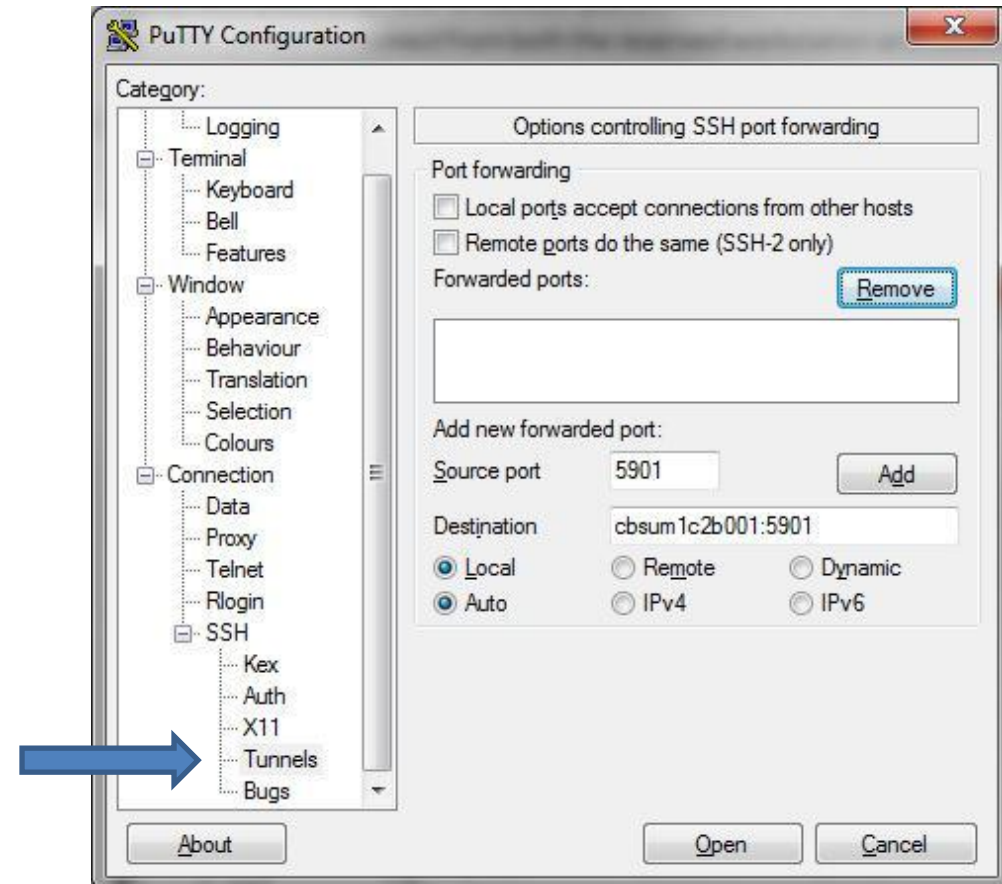 PuTTY Configuration
Category:
Logging
Terminal
Keyboard
Bell
Features
Window
Appearance
Behaviour
Translation
Selection
Colours
Connection
Data
Proxy
Telnet
Rlogin
SSH
Kex
Auth
X11
Tunnels
Bugs
Options controlling SSH port forwarding
Port forwarding
Local ports accept connections from other hosts
Remote ports do the same (SSH-2 only)
Forwarded ports: Remove
Add new forwarded port:
Source port 5901 Add
Destination cbsum1c2b001:5901
Local Remote Dynamic
Auto IPv4 IPv6
About Open Cancel